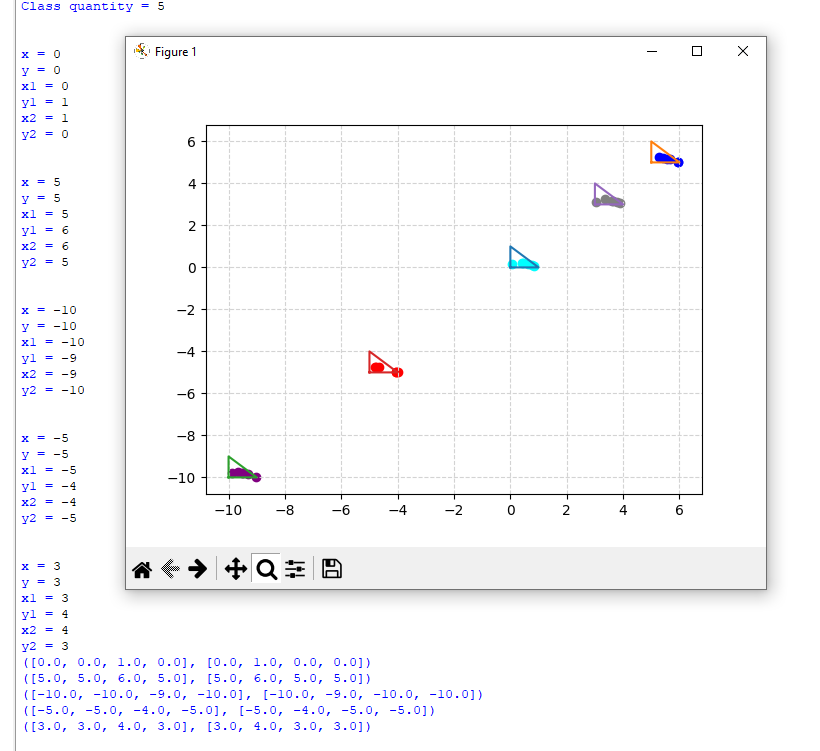 Class quantity = 5
x = 0
y = 0
x1 = 0
y1 = 1
x2 = 1
y2 = 0
x = 5
y = 5
x1 = 5
y1 = 6
x2 = 6
y2 = 5
x = -10
y = -10
x1 = -10
y1 = -9
x2 = -9
y2 = -10
x = -5
y = -5
x1 = -5
y1 = -4
x2 = -4
y2 = -5
x = 3
y = 3
x1 = 3
y1 = 4
x2 = 4
y2 = 3
([0.0, 0.0, 1.0, 0.0], [0.0, 1.0, 0.0, 0.0])
([5.0, 5.0, 6.0, 5.0], [5.0, 6.0, 5.0, 5.0])
([-10.0, -10.0, -9.0, -10.0], [-10.0, -9.0, -10.0, -10.0])
([-5.0, -5.0, -4.0, -5.0], [-5.0, -4.0, -5.0, -5.0])
([3.0, 3.0, 4.0, 3.0], [3.0, 4.0, 3.0, 3.0])
Figure 1
6
4
2
0
−2
−4
−6
−8
−10
−10 −8 −6 −4 −2 0 2 4 6